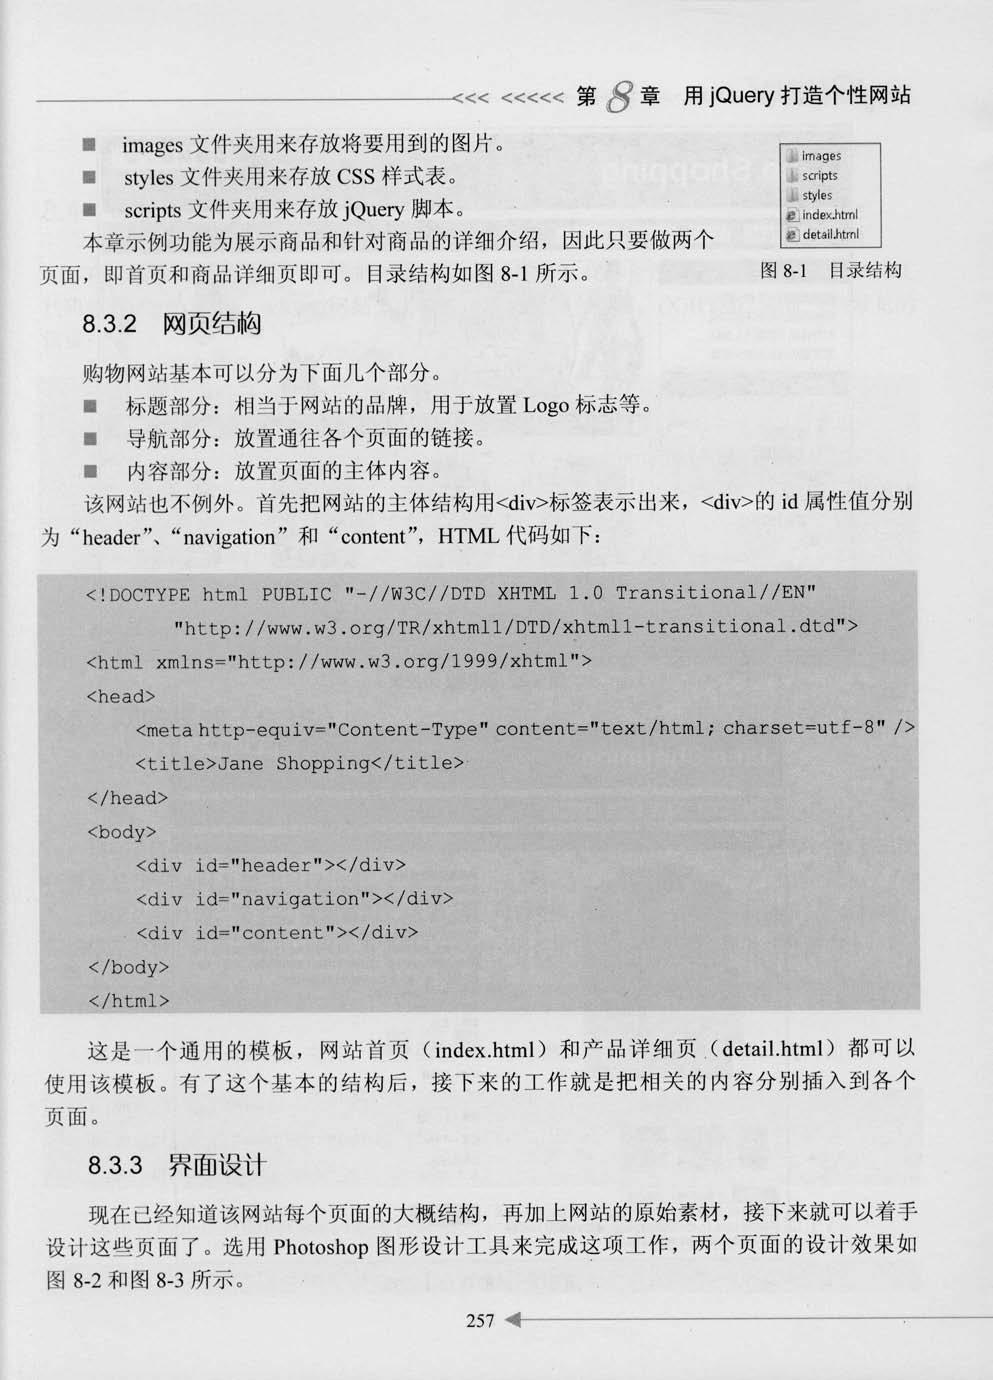 <<< <<<<< 第 8 章 用 jQuery 打造个性网站
■ images 文件夹用来存放将要用到的图片。
■ styles 文件夹用来存放 CSS 样式表。
■ scripts 文件夹用来存放 jQuery 脚本。
本章示例功能为展示商品和针对商品的详细介绍，因此只要做两个
页面，即首页和商品详细页即可。目录结构如图 8-1 所示。
images
scripts
styles
index.html
detail.html
图 8-1 目录结构
8.3.2 网页结构
购物网站基本可以分为下面几个部分。
■ 标题部分：相当于网站的品牌，用于放置 Logo 标志等。
■ 导航部分：放置通往各个页面的链接。
■ 内容部分：放置页面的主体内容。
该网站也不例外。首先把网站的主体结构用<div>标签表示出来，<div>的 id 属性值分别
为“header”、“navigation” 和“content”，HTML 代码如下：
<!DOCTYPE html PUBLIC "-//W3C//DTD XHTML 1.0 Transitional//EN"
"http://www.w3.org/TR/xhtml1/DTD/xhtml1-transitional.dtd">
<html xmlns="http://www.w3.org/1999/xhtml">
<head>
<meta http-equiv="Content-Type" content="text/html; charset=utf-8" />
<title>Jane Shopping</title>
</head>
<body>
<div id="header"></div>
<div id="navigation"></div>
<div id="content"></div>
</body>
</html>
这是一个通用的模板，网站首页（index.html）和产品详细页（detail.html）都可以
使用该模板。有了这个基本的结构后，接下来的工作就是把相关的内容分别插入到各个
页面。
8.3.3 界面设计
现在已经知道该网站每个页面的大概结构，再加上网站的原始素材，接下来就可以着手
设计这些页面了。选用 Photoshop 图形设计工具来完成这项工作，两个页面的设计效果如
图 8-2 和图 8-3 所示。
257